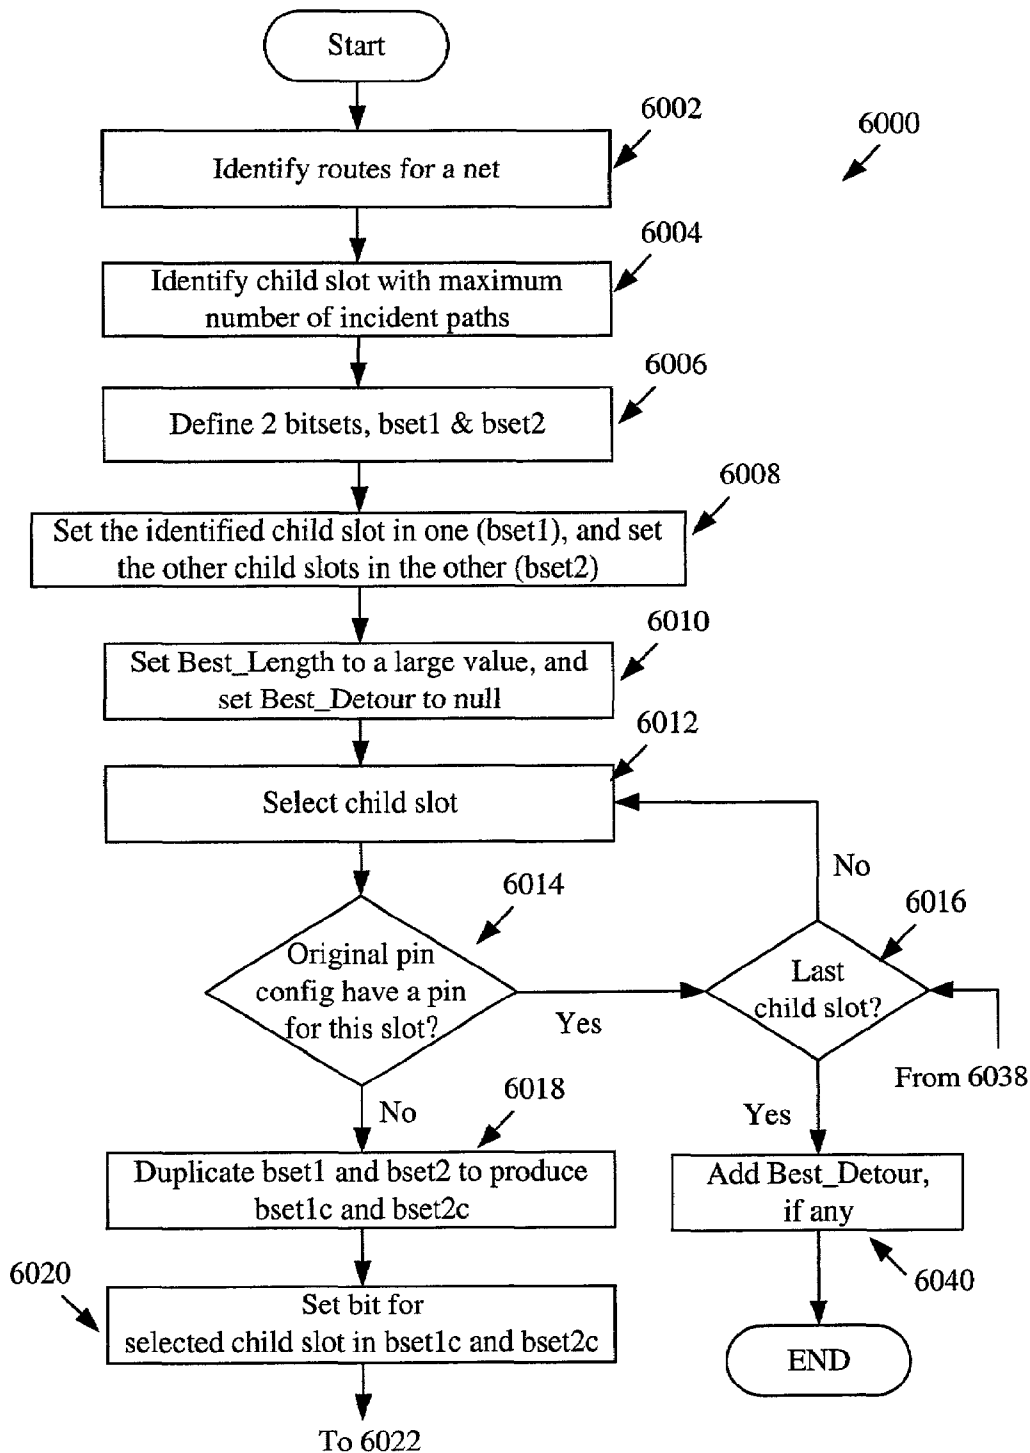 Start
6002
6000
Identify routes for a net
6004
Identify child slot with maximum
number of incident paths
6006
Define 2 bitsets, bset1 & bset2
6008
Set the identified child slot in one (bset1), and set
the other child slots in the other (bset2)
6010
Set Best_Length to a large value, and
set Best_Detour to null
6012
Select child slot
No
6014
6016
Original pin
config have a pin
for this slot?
Yes
Last
child slot?
From 6038
No
6018
Yes
Duplicate bset1 and bset2 to produce
bset1c and bset2c
Add Best_Detour,
if any
6020
6040
Set bit for
selected child slot in bset1c and bset2c
END
To 6022